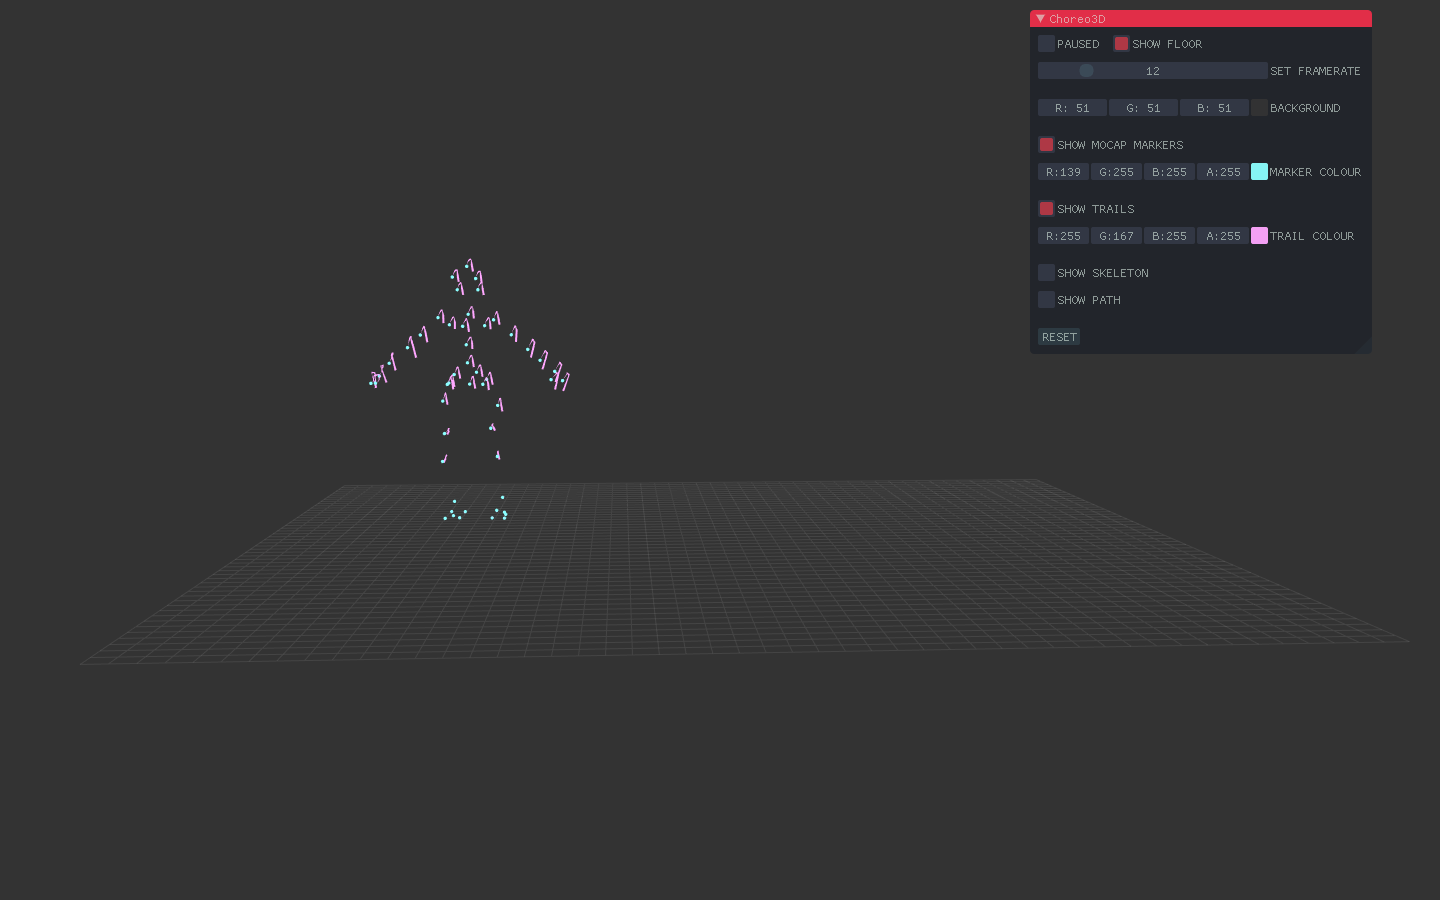 Choreo3D
PAUSED SHOW FLOOR
12 SET FRAMERATE
R: 51 G: 51 B: 51 BACKGROUND
SHOW MOCAP MARKERS
R:139 G:255 B:255 A:255 MARKER COLOUR
SHOW TRAILS
R:255 G:167 B:255 A:255 TRAIL COLOUR
SHOW SKELETON
SHOW PATH
RESET